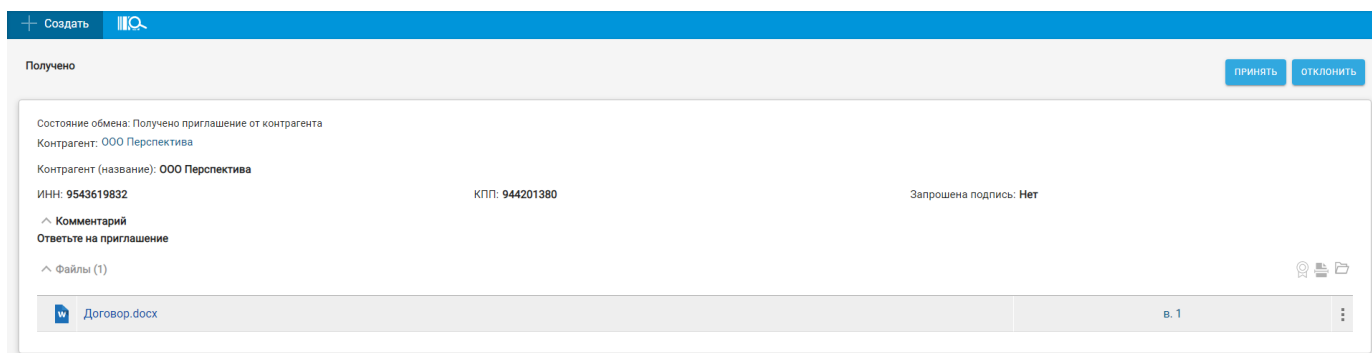 Создать
Получено
ПРИНЯТЬ ОТКЛОНИТЬ
Состояние обмена: Получено приглашение от контрагента
Контрагент: ООО Перспектива
Контрагент (название): ООО Перспектива
ИНН: 9543619832 КПП: 944201380 Запрошена подпись: Нет
Комментарий
Ответьте на приглашение
Файлы (1)
W Договор.docx в. 1